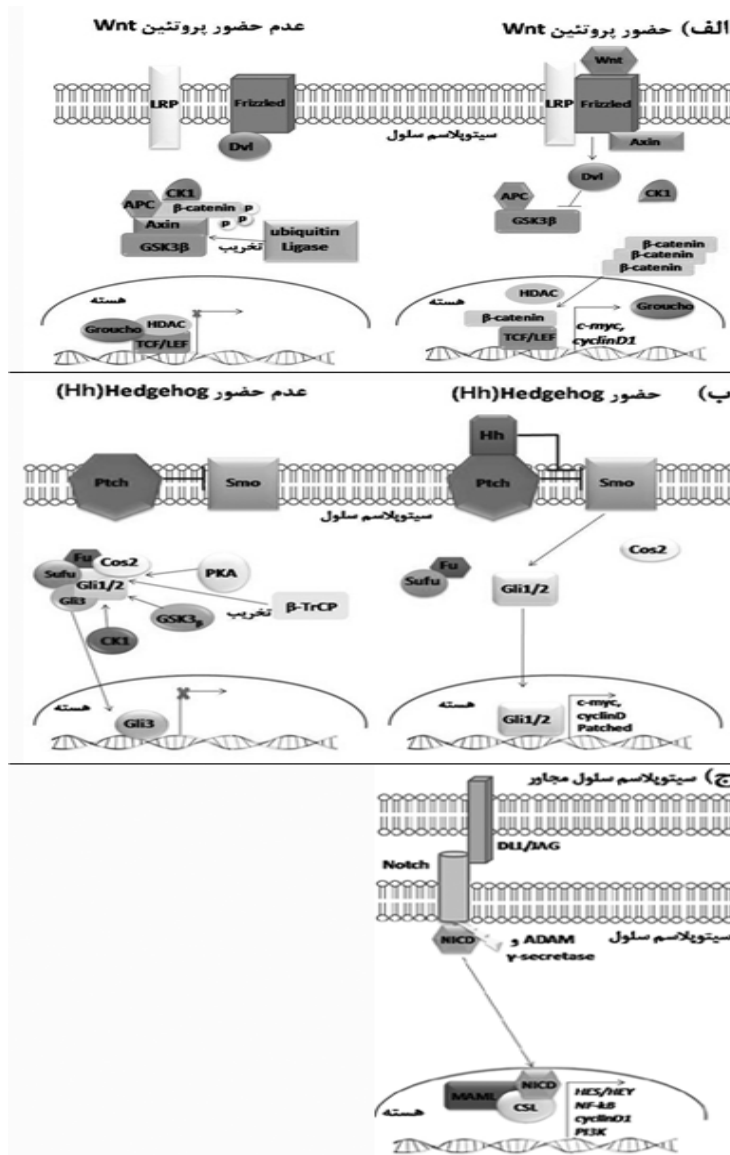 الف) حضور پروتئین Wnt
عدم حضور پروتئین Wnt
Wnt
LRP
Frizzled
Axin
Dvl
سیتوپلاسم سلول
APC
CK1
GSK3β
β-catenin
β-catenin
β-catenin
هسته
HDAC
β-catenin
TCF/LEF
Groucho
c-myc,
cyclinD1
LRP
Frizzled
Dvl
CK1
APC
β-catenin
P
P
P
Axin
GSK3β
تخریب
ubiquitin
Ligase
هسته
Groucho
HDAC
TCF/LEF
ب) حضور Hedgehog(Hh)
عدم حضور Hedgehog(Hh)
Hh
Ptch
Smo
سیتوپلاسم سلول
Cos2
Fu
Sufu
Gli1/2
هسته
Gli1/2
c-myc,
cyclinD
Patched
Ptch
Smo
Fu
Cos2
Sufu
Gli1/2
Gli3
PKA
GSK3β
تخریب
β-TrCP
CK1
هسته
Gli3
ج) سیتوپلاسم سلول مجاور
DLL/JAG
Notch
سیتوپلاسم سلول
NICD
ADAM و
γ-secretase
NICD
MAML
CSL
هسته
HES/HEY
NF-kB
cyclinD1
PI3K